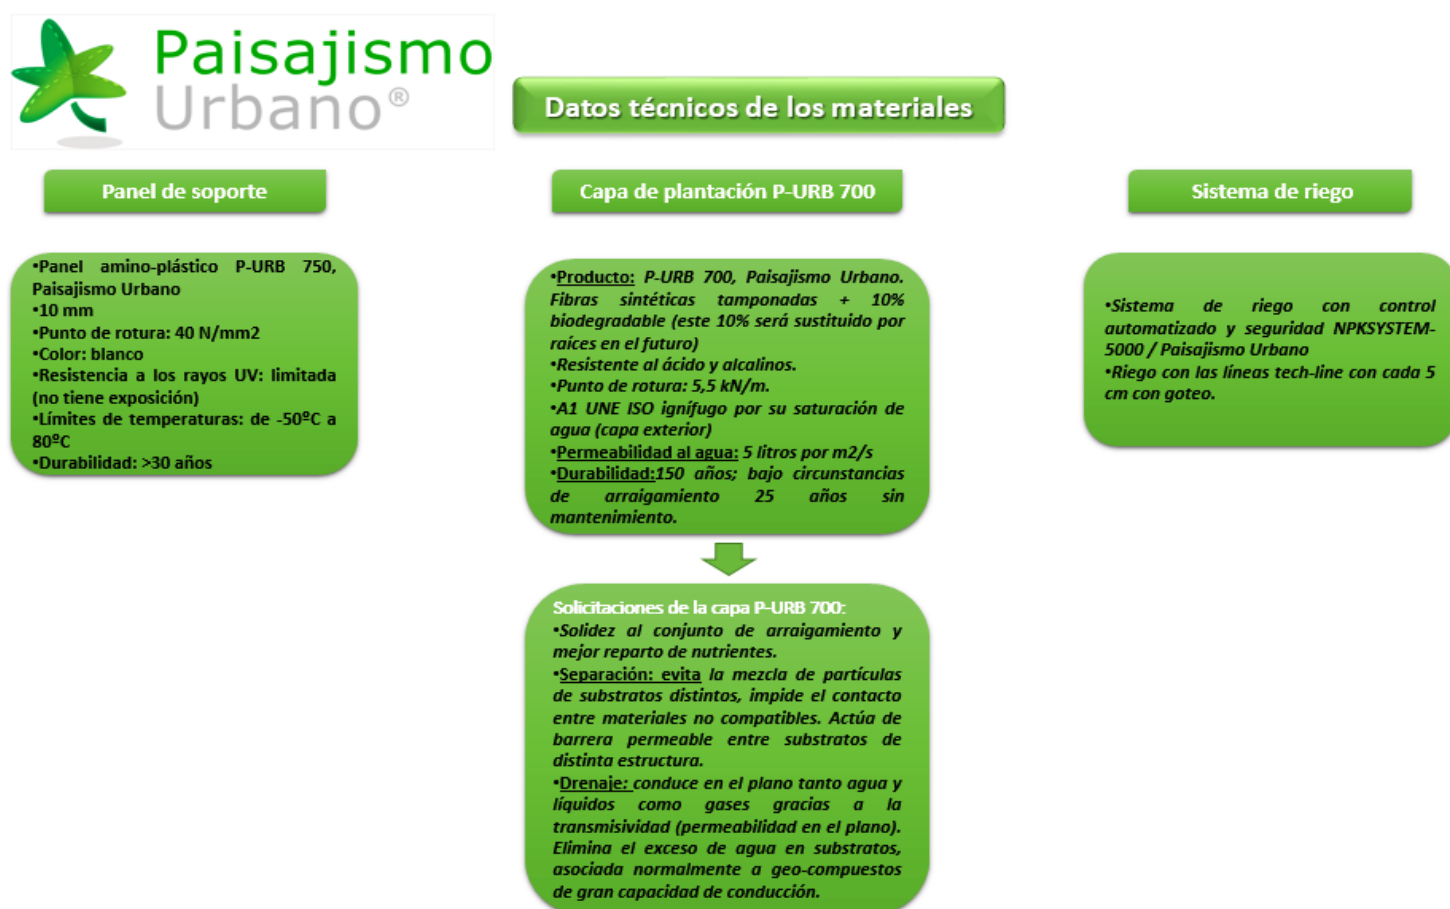 Paisajismo
Urbano®
Datos técnicos de los materiales
Panel de soporte
•Panel amino-plástico P-URB 750,
Paisajismo Urbano
•10 mm
•Punto de rotura: 40 N/mm2
•Color: blanco
•Resistencia a los rayos UV: limitada
(no tiene exposición)
•Límites de temperaturas: de -50ºC a
80ºC
•Durabilidad: >30 años
Capa de plantación P-URB 700
•Producto: P-URB 700, Paisajismo Urbano.
Fibras sintéticas tamponadas + 10%
biodegradable (este 10% será sustituido por
raíces en el futuro)
•Resistente al ácido y alcalinos.
•Punto de rotura: 5,5 kN/m.
•A1 UNE ISO ignífugo por su saturación de
agua (capa exterior)
•Permeabilidad al agua: 5 litros por m2/s
•Durabilidad:150 años; bajo circunstancias
de arraigamiento 25 años sin
mantenimiento.
Solicitaciones de la capa P-URB 700:
•Solidez al conjunto de arraigamiento y
mejor reparto de nutrientes.
•Separación: evita la mezcla de partículas
de substratos distintos, impide el contacto
entre materiales no compatibles. Actúa de
barrera permeable entre substratos de
distinta estructura.
•Drenaje: conduce en el plano tanto agua y
líquidos como gases gracias a la
transmisividad (permeabilidad en el plano).
Elimina el exceso de agua en substratos,
asociada normalmente a geo-compuestos
de gran capacidad de conducción.
Sistema de riego
•Sistema de riego con control
automatizado y seguridad NPKSYSTEM-
5000 / Paisajismo Urbano
•Riego con las líneas tech-line con cada 5
cm con goteo.